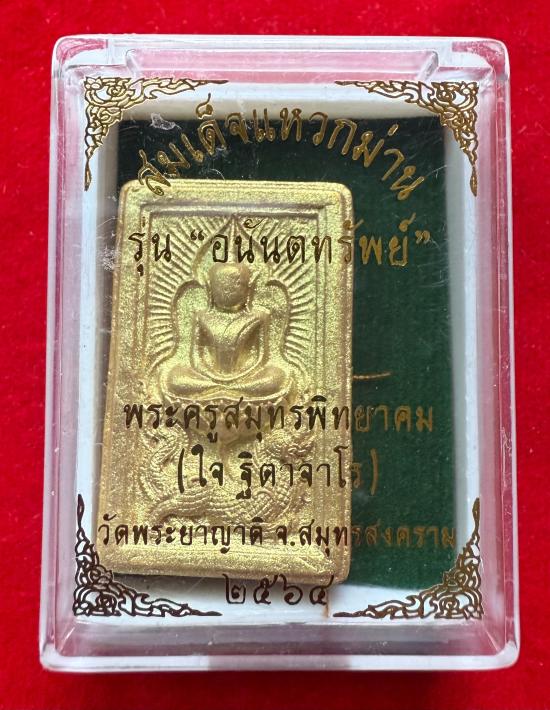 สมเด็จแหวกม่าน
รุ่น “อนันตทรัพย์”
พระครูสมุทรพิทยาคม
(ใจ ฐิตาจาโร)
วัดพระยาญาติ จ.สมุทรสงคราม
๒๕๖๔